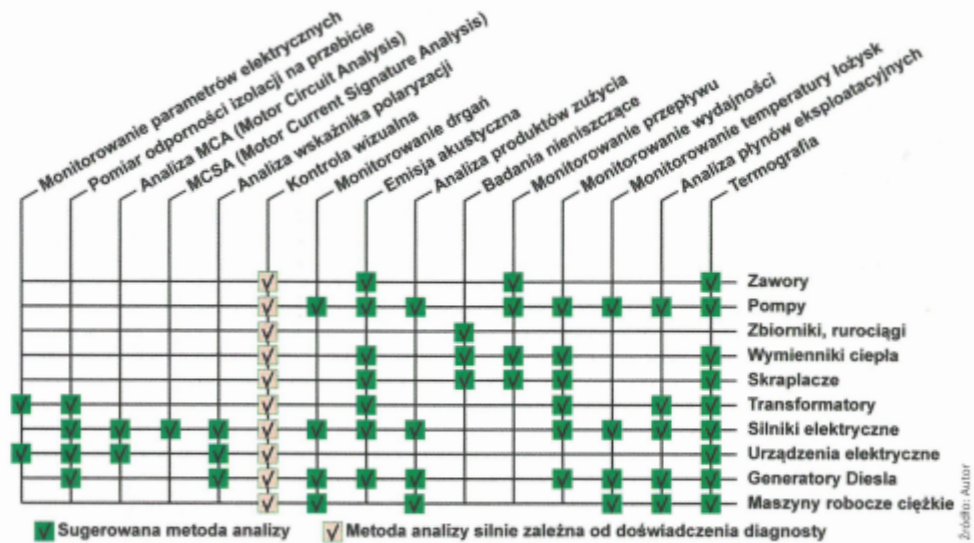 Monitorowanie parametrów elektrycznych
Pomiar odporności izolacji na przebicie
Analiza MCA (Motor Circuit Analysis)
MCSA (Motor Current Signature Analysis)
Analiza wskaźnika polaryzacji
Kontrola wizualna
Monitorowanie drgań
Emisja akustyczna
Analiza produktów zużycia
Badania nieniszczące
Monitorowanie przepływu
Monitorowanie wydajności
Monitorowanie temperatury łożysk
Analiza płynów eksploatacyjnych
Termografia
Zawory
Pompy
Zbiorniki, rurociągi
Wymienniki ciepła
Skraplacze
Transformatory
Silniki elektryczne
Urządzenia elektryczne
Generatory Diesla
Maszyny robocze ciężkie
Sugerowana metoda analizy
Metoda analizy silnie zależna od doświadczenia diagnosty
Źródło: Autor